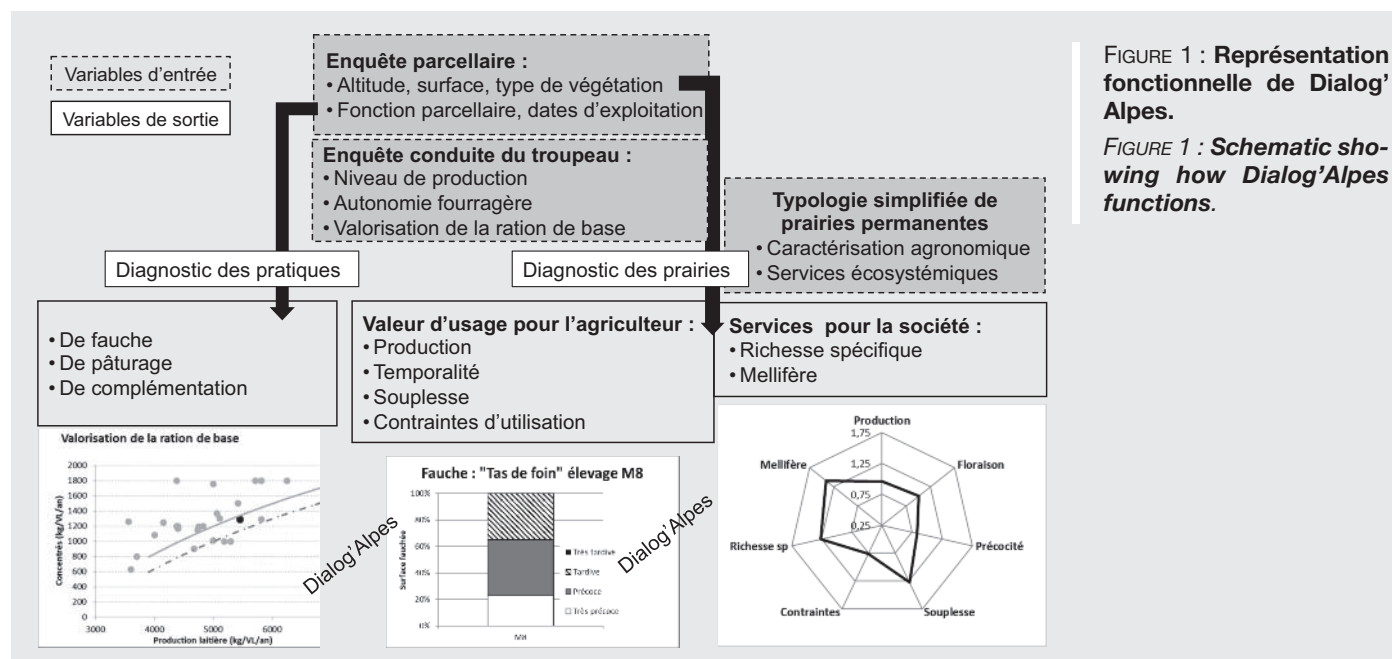 Variables d'entrée
Variables de sortie
Enquête parcellaire :
• Altitude, surface, type de végétation
• Fonction parcellaire, dates d'exploitation
Enquête conduite du troupeau :
• Niveau de production
• Autonomie fourragère
• Valorisation de la ration de base
Typologie simplifiée de
prairies permanentes
• Caractérisation agronomique
• Services écosystémiques
Diagnostic des pratiques
Diagnostic des prairies
• De fauche
• De pâturage
• De complémentation
Valeur d'usage pour l'agriculteur :
• Production
• Temporalité
• Souplesse
• Contraintes d'utilisation
Services pour la société :
• Richesse spécifique
• Mellifère
Valorisation de la ration de base
2000
1800
1600
1400
1200
1000
800
600
400
200
0
3000 4000 5000 6000
Concentrés (kg/VL/an)
Production laitière (kg/VL/an)
Dialog'Alpes
Fauche : "Tas de foin" élevage M8
100%
80%
60%
40%
20%
0%
Surface fauchée
M8
Très tardive
Tardive
Précoce
Très précoce
Dialog'Alpes
Production
1,75
1,25
0,75
0,25
Floraison
Précocité
Souplesse
Contraintes
Richesse sp
Mellifère
FIGURE 1 : Représentation
fonctionnelle de Dialog'
Alpes.
FIGURE 1 : Schematic sho-
wing how Dialog'Alpes
functions.